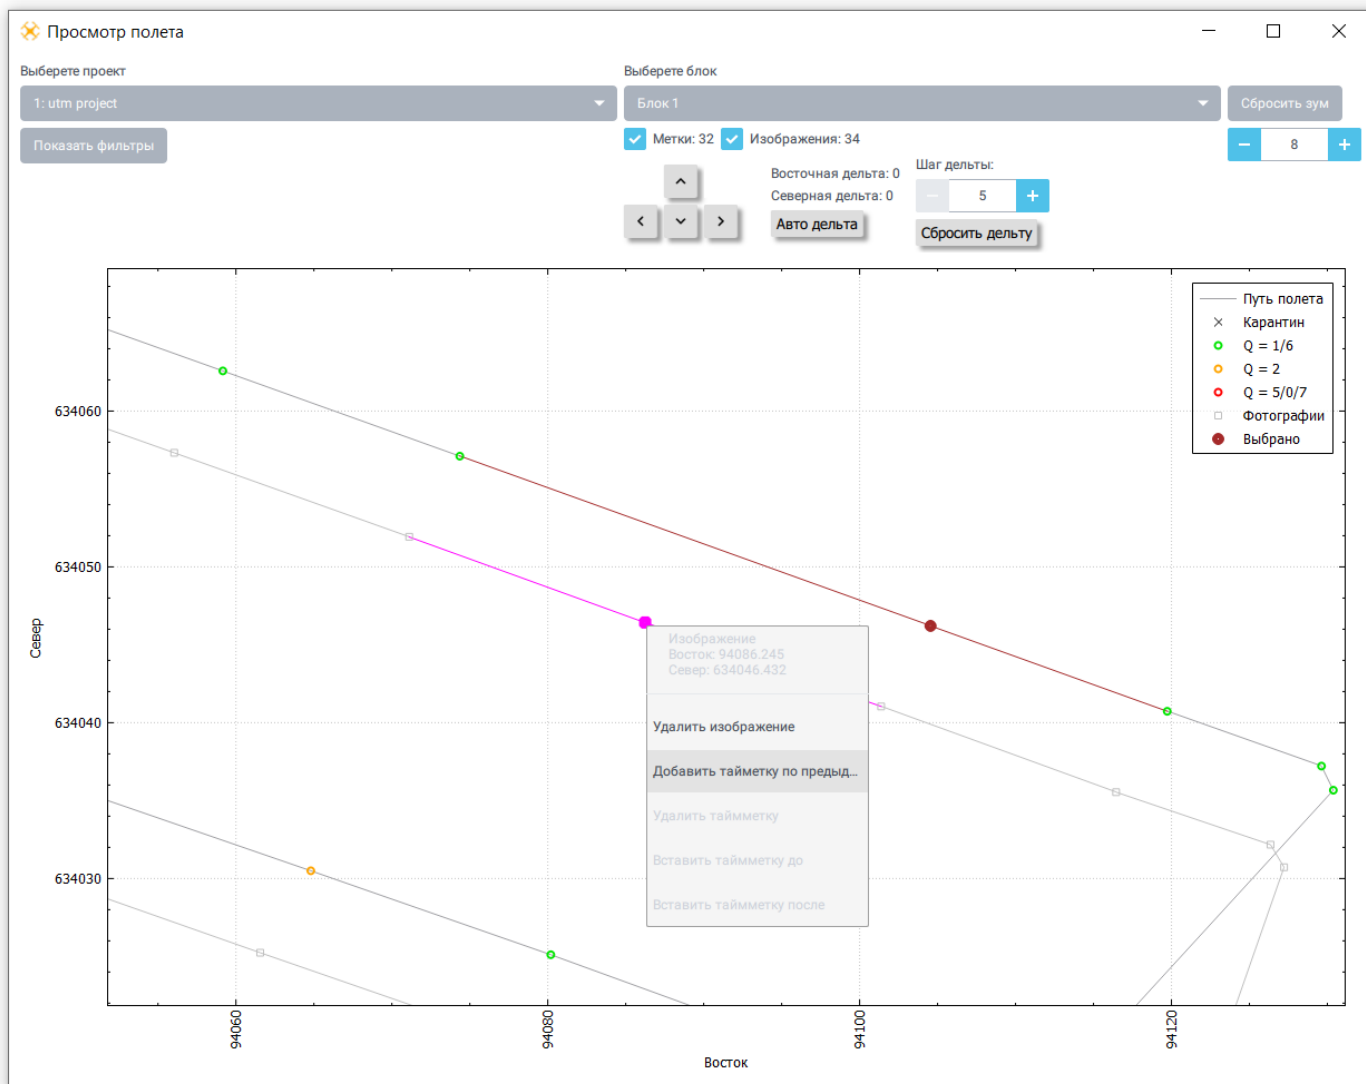 Просмотр полета
Выберете проект
Выберете блок
1: utm project
Блок 1
Сбросить зум
Показать фильтры
Метки: 32
Изображения: 34
8
Восточная дельта: 0
Северная дельта: 0
Авто дельта
Шаг дельты:
5
Сбросить дельту
Путь полета
Карантин
Q = 1/6
Q = 2
Q = 5/0/7
Фотографии
Выбрано
634060
634050
634040
634030
Север
Изображение
Восток: 94086.245
Север: 634046.432
Удалить изображение
Добавить тайметку по предыд...
Удалить таймметку
Вставить таймметку до
Вставить таймметку после
94060
94080
94100
94120
Восток